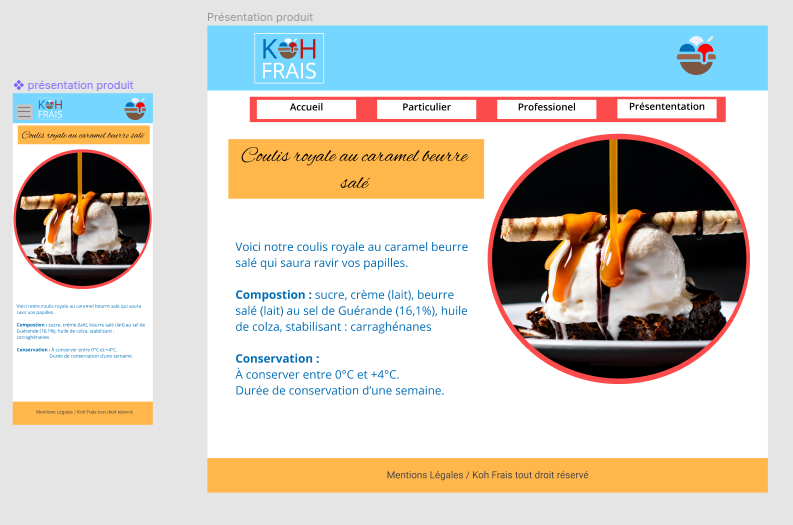 Présentation produit
KOH
FRAIS
Accueil
Particulier
Professionel
Présententation
Coulis royale au caramel beurre
salé
Voici notre coulis royale au caramel beurre
salé qui saura ravir vos papilles.
Compostion : sucre, crème (lait), beurre
salé (lait) au sel de Guérande (16,1%), huile
de colza, stabilisant : carraghénanes
Conservation :
À conserver entre 0°C et +4°C.
Durée de conservation d'une semaine.
Mentions Légales / Koh Frais tout droit réservé
présentation produit
KOH
FRAIS
Coulis royale au caramel beurre salé
Voici notre coulis royale au caramel beurre salé qui saura
ravir vos papilles.
Compostion : sucre, crème (lait), beurre salé (lait) au sel de
Guérande (16,1%), huile de colza, stabilisant :
carraghénanes
Conservation : À conserver entre 0°C et +4°C.
Durée de conservation d'une semaine.
Mentions Légales / Koh Frais tout droit réservé